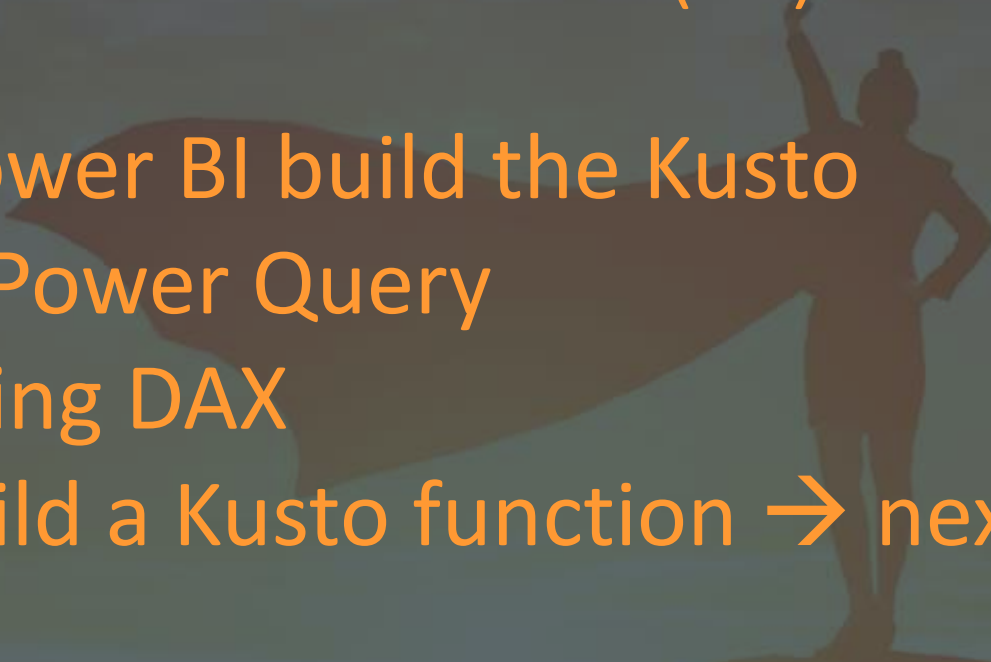 ower BI build the Kusto
Power Query
ing DAX
ild a Kusto function → nex